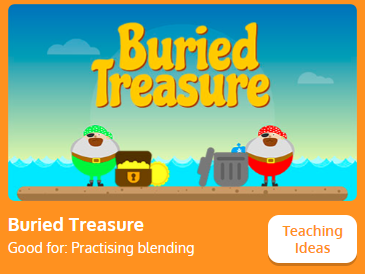 Buried
Treasure
Buried Treasure
Good for: Practising blending
Teaching
Ideas